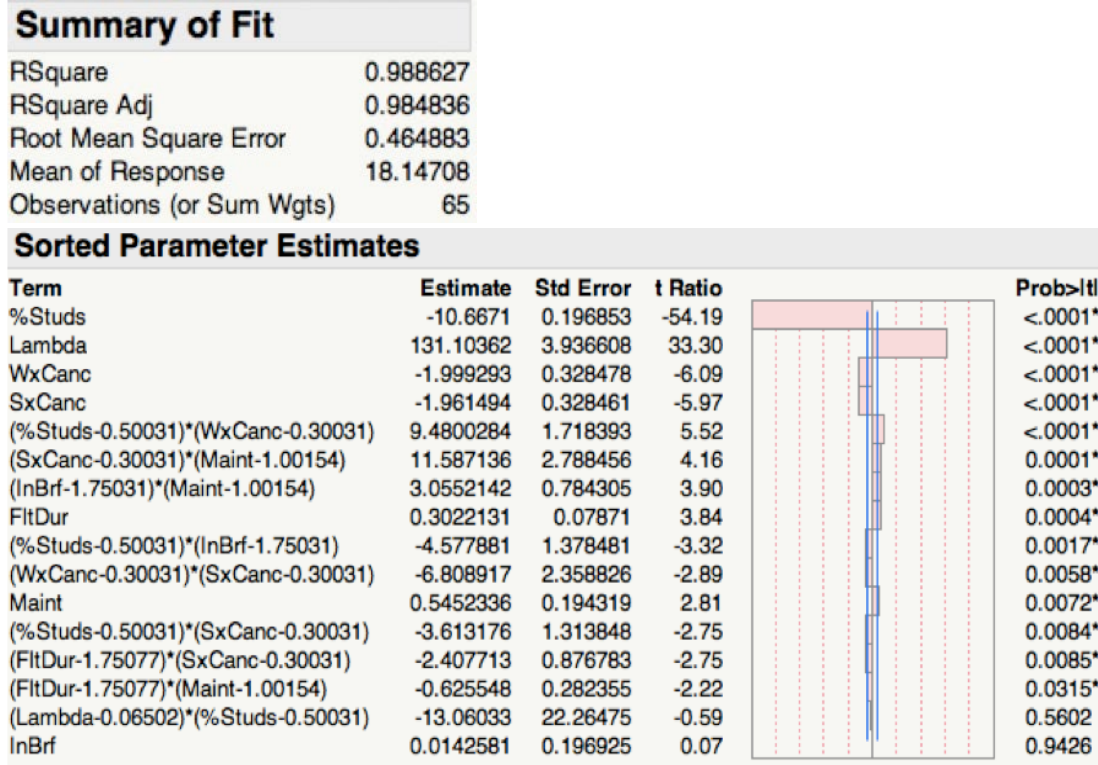 Summary of Fit
RSquare 0.988627
RSquare Adj 0.984836
Root Mean Square Error 0.464883
Mean of Response 18.14708
Observations (or Sum Wgts) 65
Sorted Parameter Estimates
Term Estimate Std Error t Ratio Prob>|t|
%Studs -10.6671 0.196853 -54.19 <.0001*
Lambda 131.10362 3.936608 33.30 <.0001*
WxCanc -1.999293 0.328478 -6.09 <.0001*
SxCanc -1.961494 0.328461 -5.97 <.0001*
(%Studs-0.50031)*(WxCanc-0.30031) 9.4800284 1.718393 5.52 <.0001*
(SxCanc-0.30031)*(Maint-1.00154) 11.587136 2.788456 4.16 0.0001*
(InBrf-1.75031)*(Maint-1.00154) 3.0552142 0.784305 3.90 0.0003*
FltDur 0.3022131 0.07871 3.84 0.0004*
(%Studs-0.50031)*(InBrf-1.75031) -4.577881 1.378481 -3.32 0.0017*
(WxCanc-0.30031)*(SxCanc-0.30031) -6.808917 2.358826 -2.89 0.0058*
Maint 0.5452336 0.194319 2.81 0.0072*
(%Studs-0.50031)*(SxCanc-0.30031) -3.613176 1.313848 -2.75 0.0084*
(FltDur-1.75077)*(SxCanc-0.30031) -2.407713 0.876783 -2.75 0.0085*
(FltDur-1.75077)*(Maint-1.00154) -0.625548 0.282355 -2.22 0.0315*
(Lambda-0.06502)*(%Studs-0.50031) -13.06033 22.26475 -0.59 0.5602
InBrf 0.0142581 0.196925 0.07 0.9426